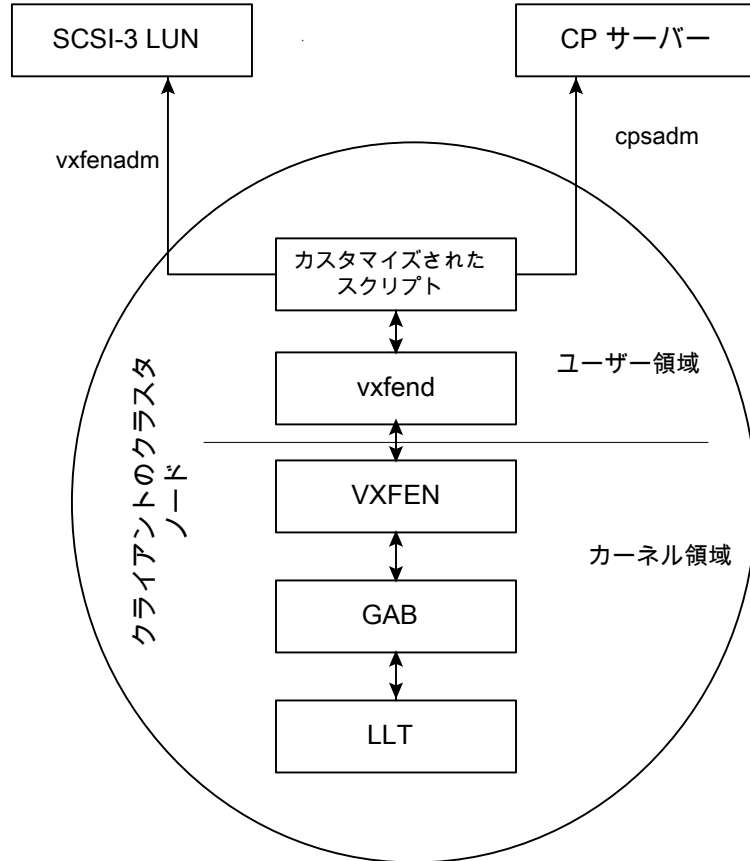 SCSI-3 LUN
CP サーバー
vxfenadm
cpsadm
カスタマイズされた
スクリプト
vxfend
ユーザー領域
クライアントのクラスタ
ノード
VXFEN
カーネル領域
GAB
LLT